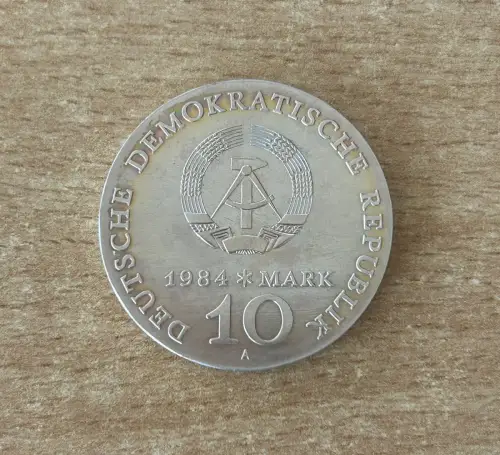 DEUTSCHE DEMOKRATISCHE REPUBLIK
1984 * MARK
10
A